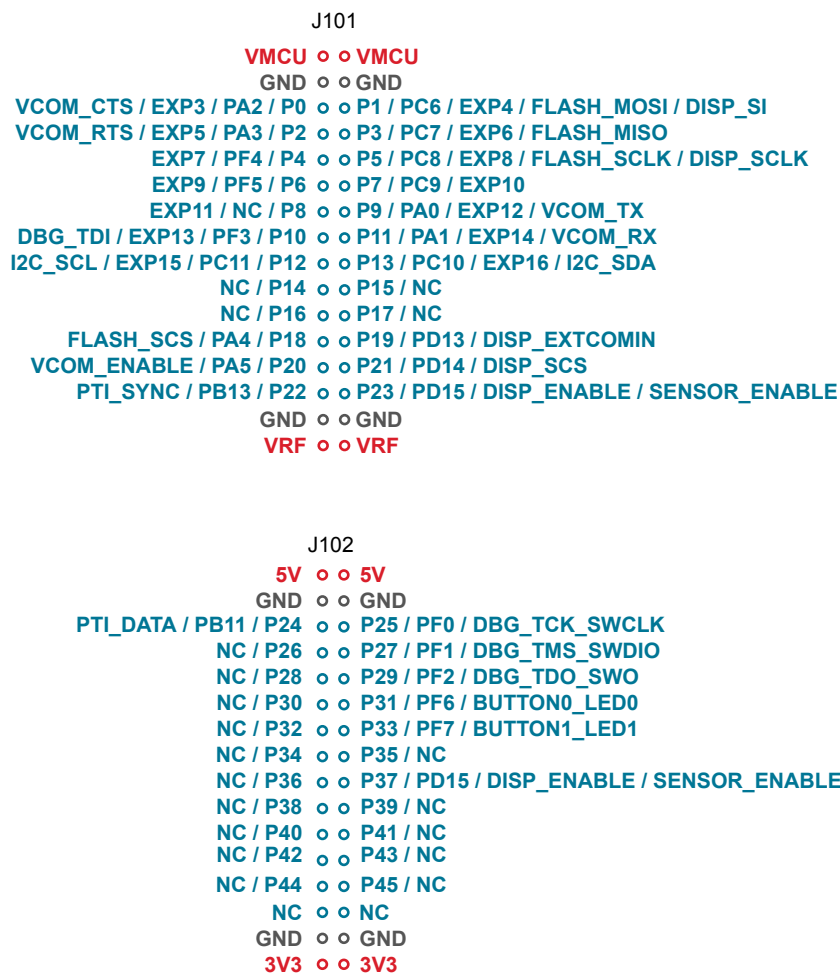 J101
VMCU VMCU
GND GND
VCOM_CTS / EXP3 / PA2 / P0 P1 / PC6 / EXP4 / FLASH_MOSI / DISP_SI
VCOM_RTS / EXP5 / PA3 / P2 P3 / PC7 / EXP6 / FLASH_MISO
EXP7 / PF4 / P4 P5 / PC8 / EXP8 / FLASH_SCLK / DISP_SCLK
EXP9 / PF5 / P6 P7 / PC9 / EXP10
EXP11 / NC / P8 P9 / PA0 / EXP12 / VCOM_TX
DBG_TDI / EXP13 / PF3 / P10 P11 / PA1 / EXP14 / VCOM_RX
I2C_SCL / EXP15 / PC11 / P12 P13 / PC10 / EXP16 / I2C_SDA
NC / P14 P15 / NC
NC / P16 P17 / NC
FLASH_SCS / PA4 / P18 P19 / PD13 / DISP_EXTCOMIN
VCOM_ENABLE / PA5 / P20 P21 / PD14 / DISP_SCS
PTI_SYNC / PB13 / P22 P23 / PD15 / DISP_ENABLE / SENSOR_ENABLE
GND GND
VRF VRF
J102
5V 5V
GND GND
PTI_DATA / PB11 / P24 P25 / PF0 / DBG_TCK_SWCLK
NC / P26 P27 / PF1 / DBG_TMS_SWDIO
NC / P28 P29 / PF2 / DBG_TDO_SWO
NC / P30 P31 / PF6 / BUTTON0_LED0
NC / P32 P33 / PF7 / BUTTON1_LED1
NC / P34 P35 / NC
NC / P36 P37 / PD15 / DISP_ENABLE / SENSOR_ENABLE
NC / P38 P39 / NC
NC / P40 P41 / NC
NC / P42 P43 / NC
NC / P44 P45 / NC
NC NC
GND GND
3V3 3V3